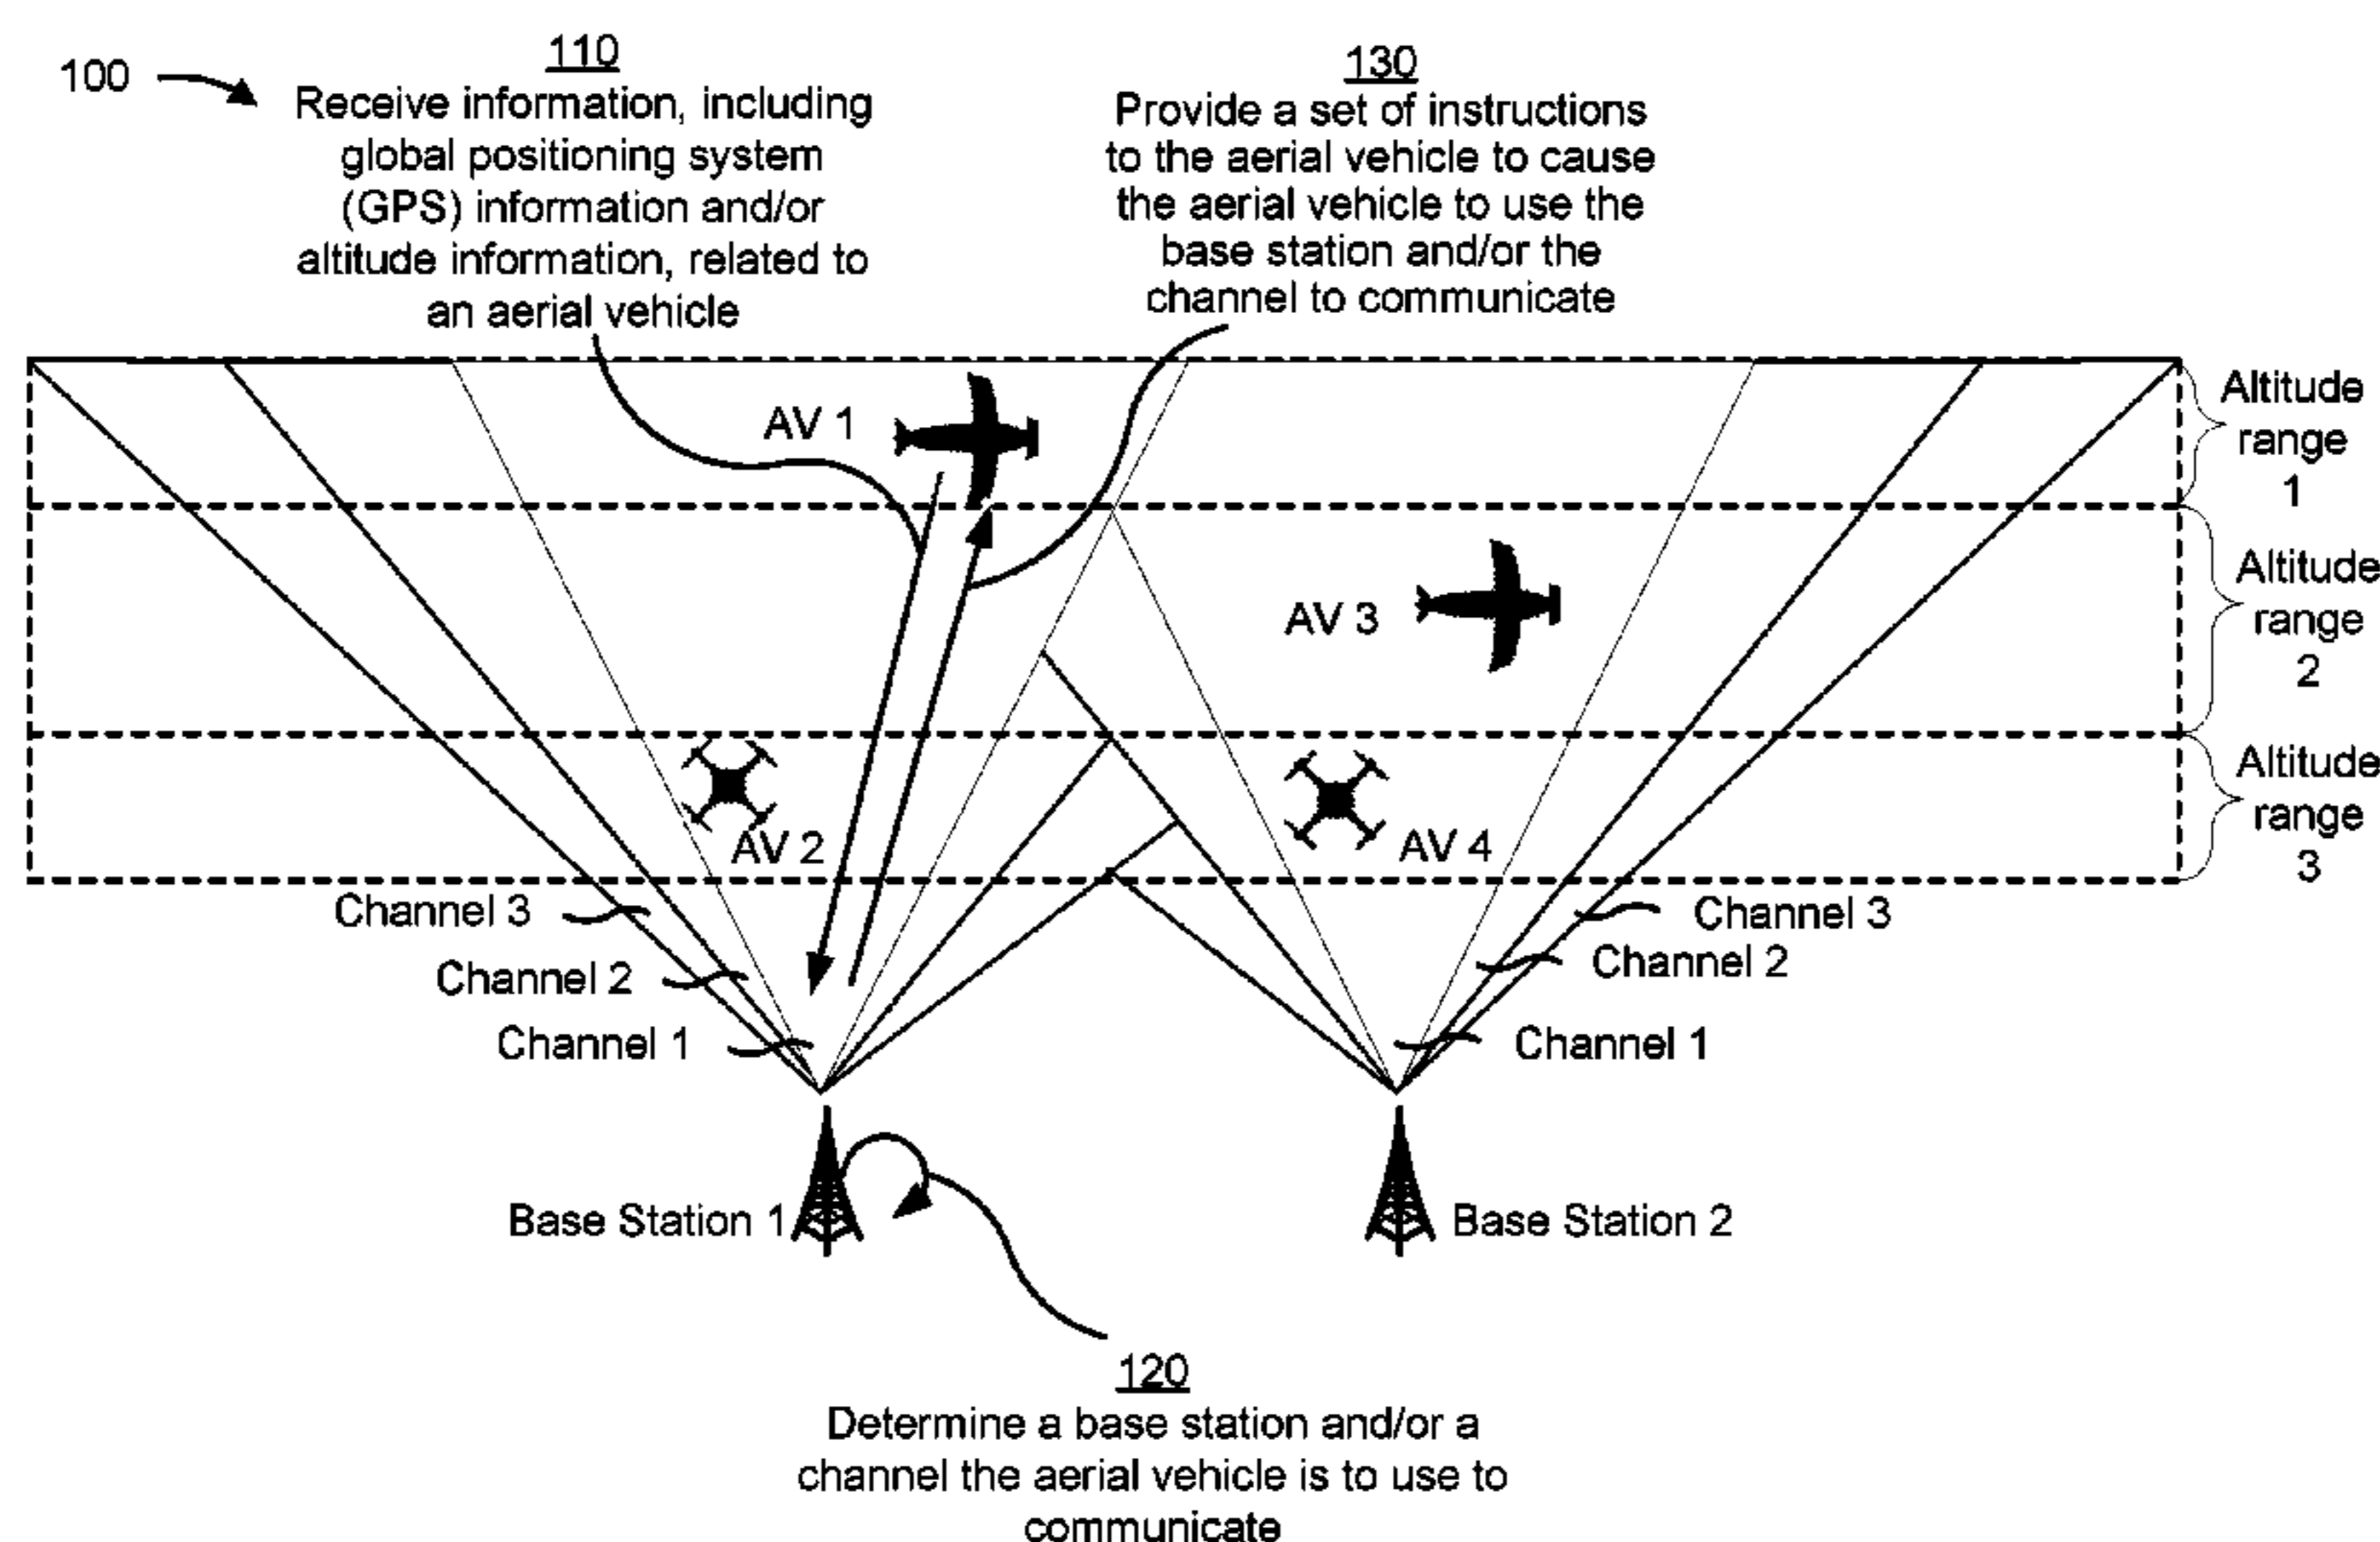 100
110
Receive information, including
global positioning system
(GPS) information and/or
altitude information, related to
an aerial vehicle
130
Provide a set of instructions
to the aerial vehicle to cause
the aerial vehicle to use the
base station and/or the
channel to communicate
AV 1
Altitude
range
1
AV 3
Altitude
range
2
AV 2
AV 4
Altitude
range
3
Channel 3
Channel 2
Channel 1
Channel 3
Channel 2
Channel 1
Base Station 1
Base Station 2
120
Determine a base station and/or a
channel the aerial vehicle is to use to
communicate